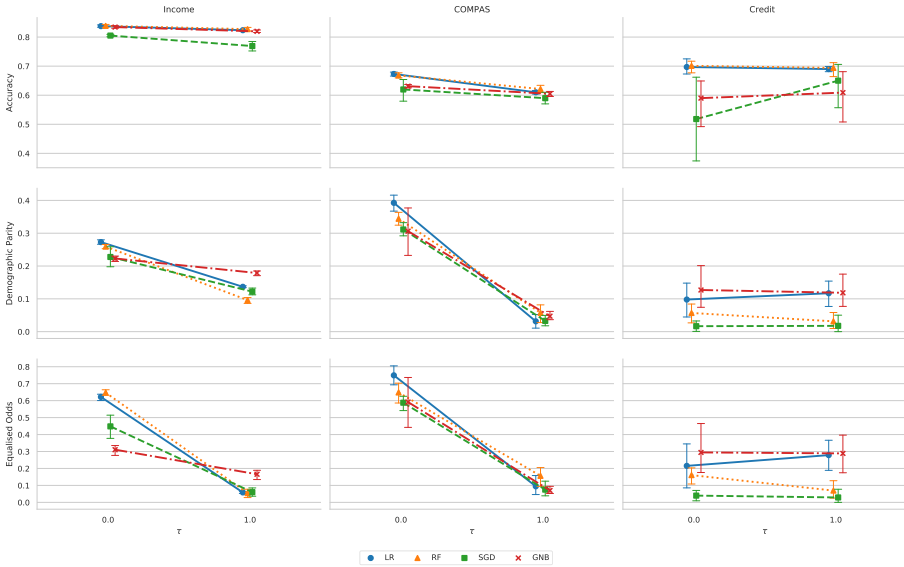 Income COMPAS Credit
Accuracy
0.8
0.7
0.6
0.5
0.4
Demographic Parity
0.4
0.3
0.2
0.1
0.0
Equalised Odds
0.8
0.7
0.6
0.5
0.4
0.3
0.2
0.1
0.0
0.0 1.0 0.0 1.0 0.0 1.0
τ τ τ
LR RF SGD GNB